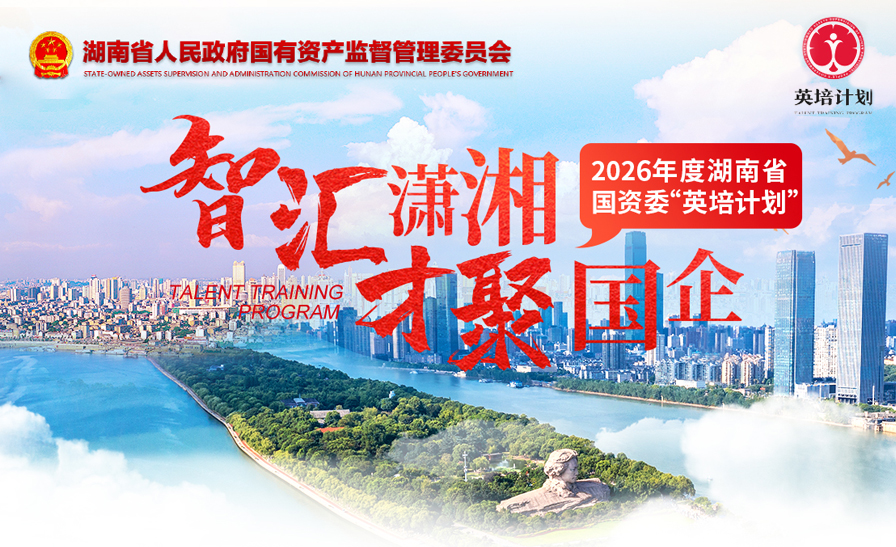 湖南省人民政府国有资产监督管理委员会
STATE-OWNED ASSETS SUPERVISION AND ADMINISTRATION COMMISSION OF HUNAN PROVINCIAL PEOPLE'S GOVERNMENT
英培计划
TALENT TRAINING PROGRAM
智汇潇湘
2026年度湖南省
国资委“英培计划”
才聚国企
TALENT TRAINING
PROGRAM